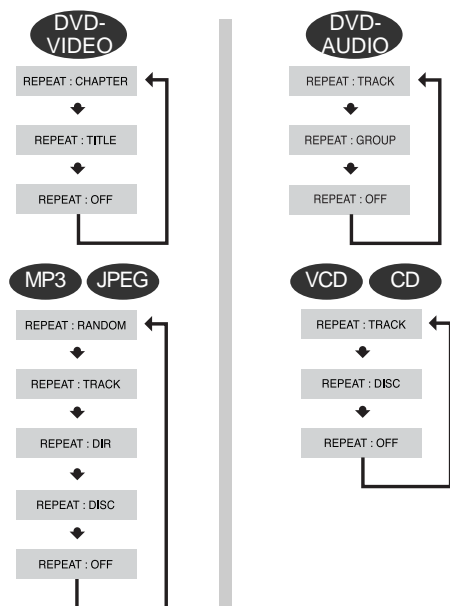 DVD-
VIDEO
REPEAT : CHAPTER
REPEAT : TITLE
REPEAT : OFF
DVD-
AUDIO
REPEAT : TRACK
REPEAT : GROUP
REPEAT : OFF
MP3 JPEG
REPEAT : RANDOM
REPEAT : TRACK
REPEAT : DIR
REPEAT : DISC
REPEAT : OFF
VCD CD
REPEAT : TRACK
REPEAT : DISC
REPEAT : OFF